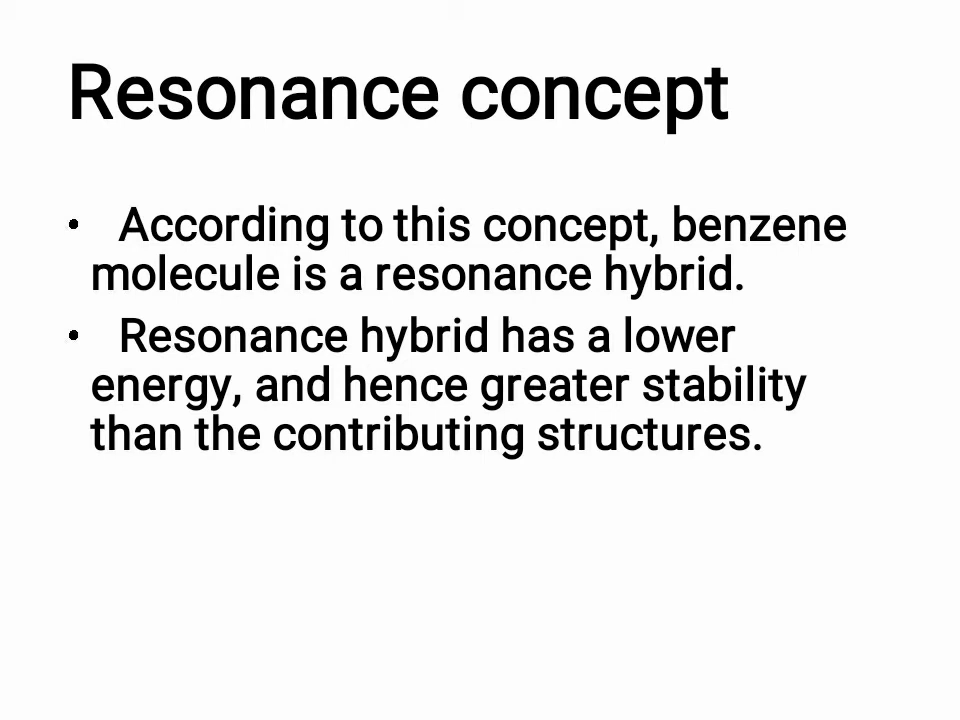 Resonance concept
• According to this concept, benzene
molecule is a resonance hybrid.
• Resonance hybrid has a lower
energy, and hence greater stability
than the contributing structures.